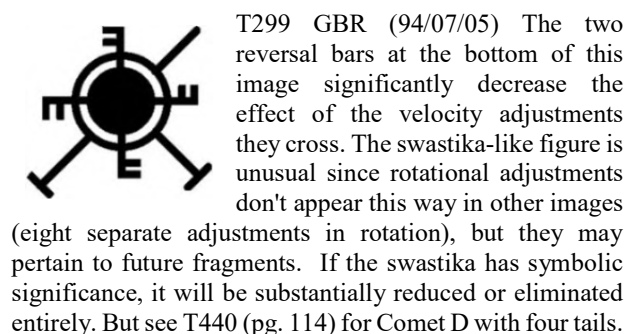 T299 GBR (94/07/05) The two
reversal bars at the bottom of this
image significantly decrease the
effect of the velocity adjustments
they cross. The swastika-like figure is
unusual since rotational adjustments
don't appear this way in other images
(eight separate adjustments in rotation), but they may
pertain to future fragments. If the swastika has symbolic
significance, it will be substantially reduced or eliminated
entirely. But see T440 (pg. 114) for Comet D with four tails.